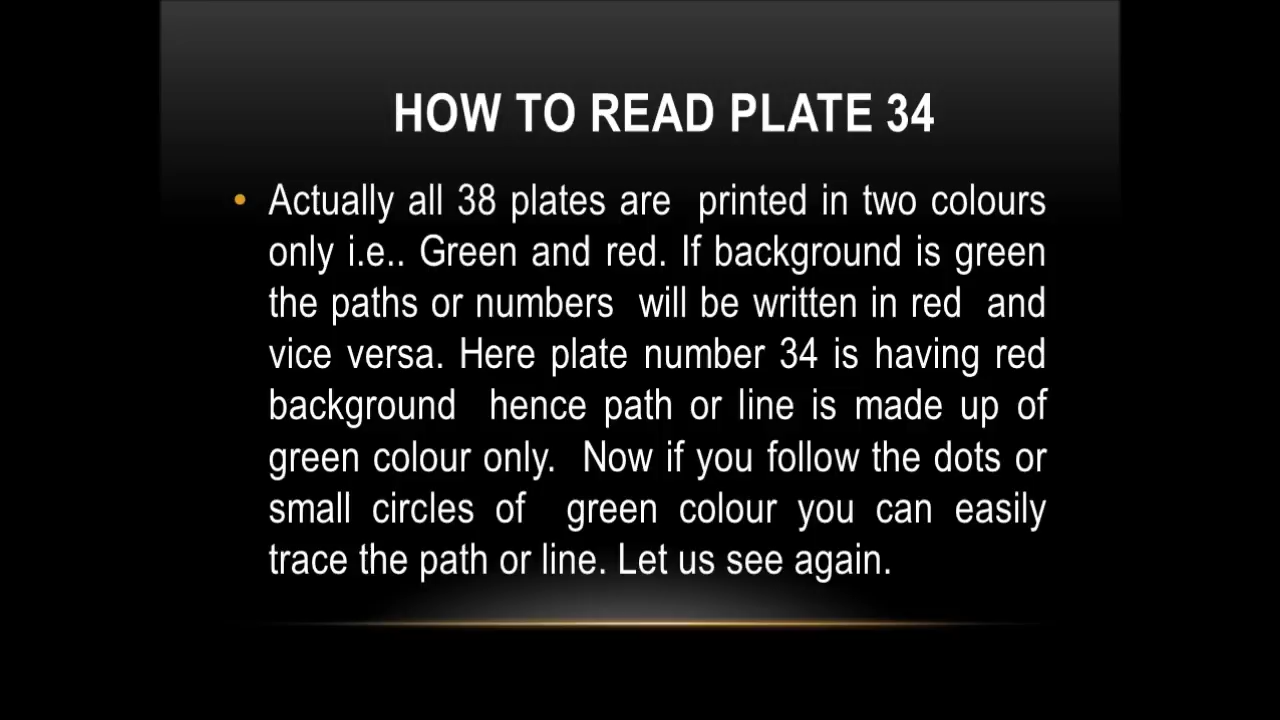 HOW TO READ PLATE 34
• Actually all 38 plates are printed in two colours
only i.e.. Green and red. If background is green
the paths or numbers will be written in red and
vice versa. Here plate number 34 is having red
background hence path or line is made up of
green colour only. Now if you follow the dots or
small circles of green colour you can easily
trace the path or line. Let us see again.